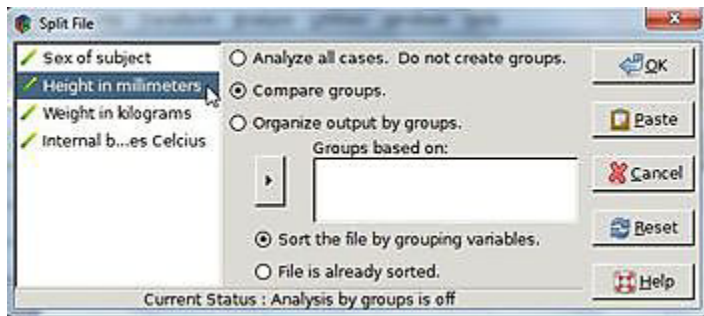 Split File
Sex of subject
Height in millimeters
Weight in kilograms
Internal b...es Celcius
Analyze all cases. Do not create groups.
Compare groups.
Organize output by groups.
Groups based on:
Sort the file by grouping variables.
File is already sorted.
OK
Paste
Cancel
Reset
Help
Current Status : Analysis by groups is off